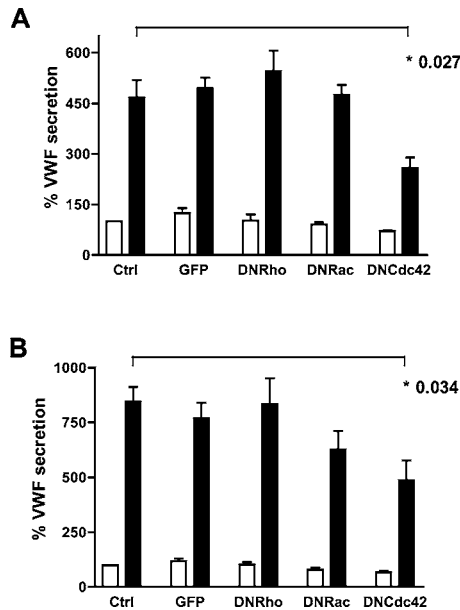 A
% VWF secretion
600
450
300
150
0
* 0.027
Ctrl GFP DNRho DNRac DNCdc42
B
% VWF secretion
1000
750
500
250
0
* 0.034
Ctrl GFP DNRho DNRac DNCdc42